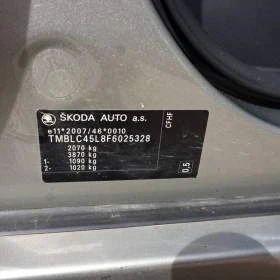 ŠKODA AUTO a.s.
e11*2007/46*0010
TMBLC45L8F6025328
2070 kg
3870 kg
1- 1090 kg
2- 1020 kg
CFHF
0,5